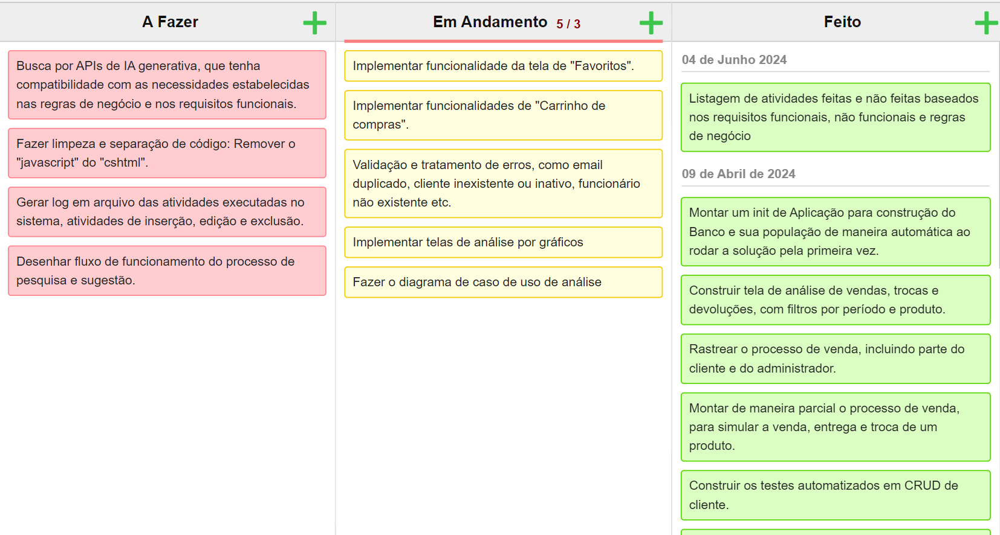 A Fazer
Busca por APIs de IA generativa, que tenha
compatibilidade com as necessidades estabelecidas
nas regras de negócio e nos requisitos funcionais.
Fazer limpeza e separação de código: Remover o
"javascript" do "cshtml".
Gerar log em arquivo das atividades executadas no
sistema, atividades de inserção, edição e exclusão.
Desenhar fluxo de funcionamento do processo de
pesquisa e sugestão.
Em Andamento 5 / 3
Implementar funcionalidade da tela de "Favoritos".
Implementar funcionalidades de "Carrinho de
compras".
Validação e tratamento de erros, como email
duplicado, cliente inexistente ou inativo, funcionário
não existente etc.
Implementar telas de análise por gráficos
Fazer o diagrama de caso de uso de análise
Feito
04 de Junho 2024
Listagem de atividades feitas e não feitas baseados
nos requisitos funcionais, não funcionais e regras
de negócio
09 de Abril de 2024
Montar um init de Aplicação para construção do
Banco e sua população de maneira automática ao
rodar a solução pela primeira vez.
Construir tela de análise de vendas, trocas e
devoluções, com filtros por período e produto.
Rastrear o processo de venda, incluindo parte do
cliente e do administrador.
Montar de maneira parcial o processo de venda,
para simular a venda, entrega e troca de um
produto.
Construir os testes automatizados em CRUD de
cliente.